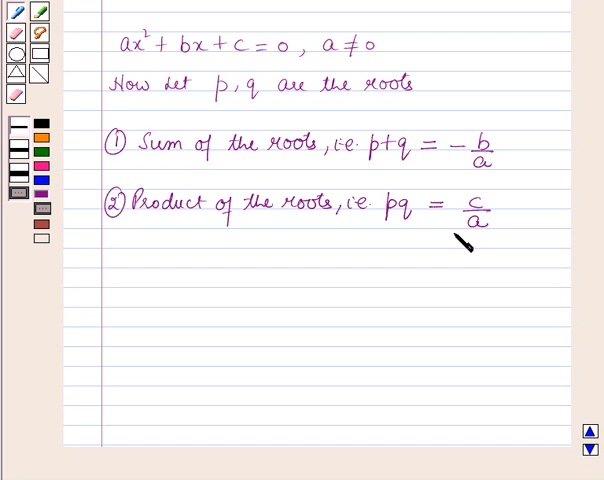 ax² + bx + c = 0, a ≠ 0
Now Let p, q are the roots
① Sum of the roots, i.e. p+q = - b/a
② Product of the roots, i.e. pq = c/a